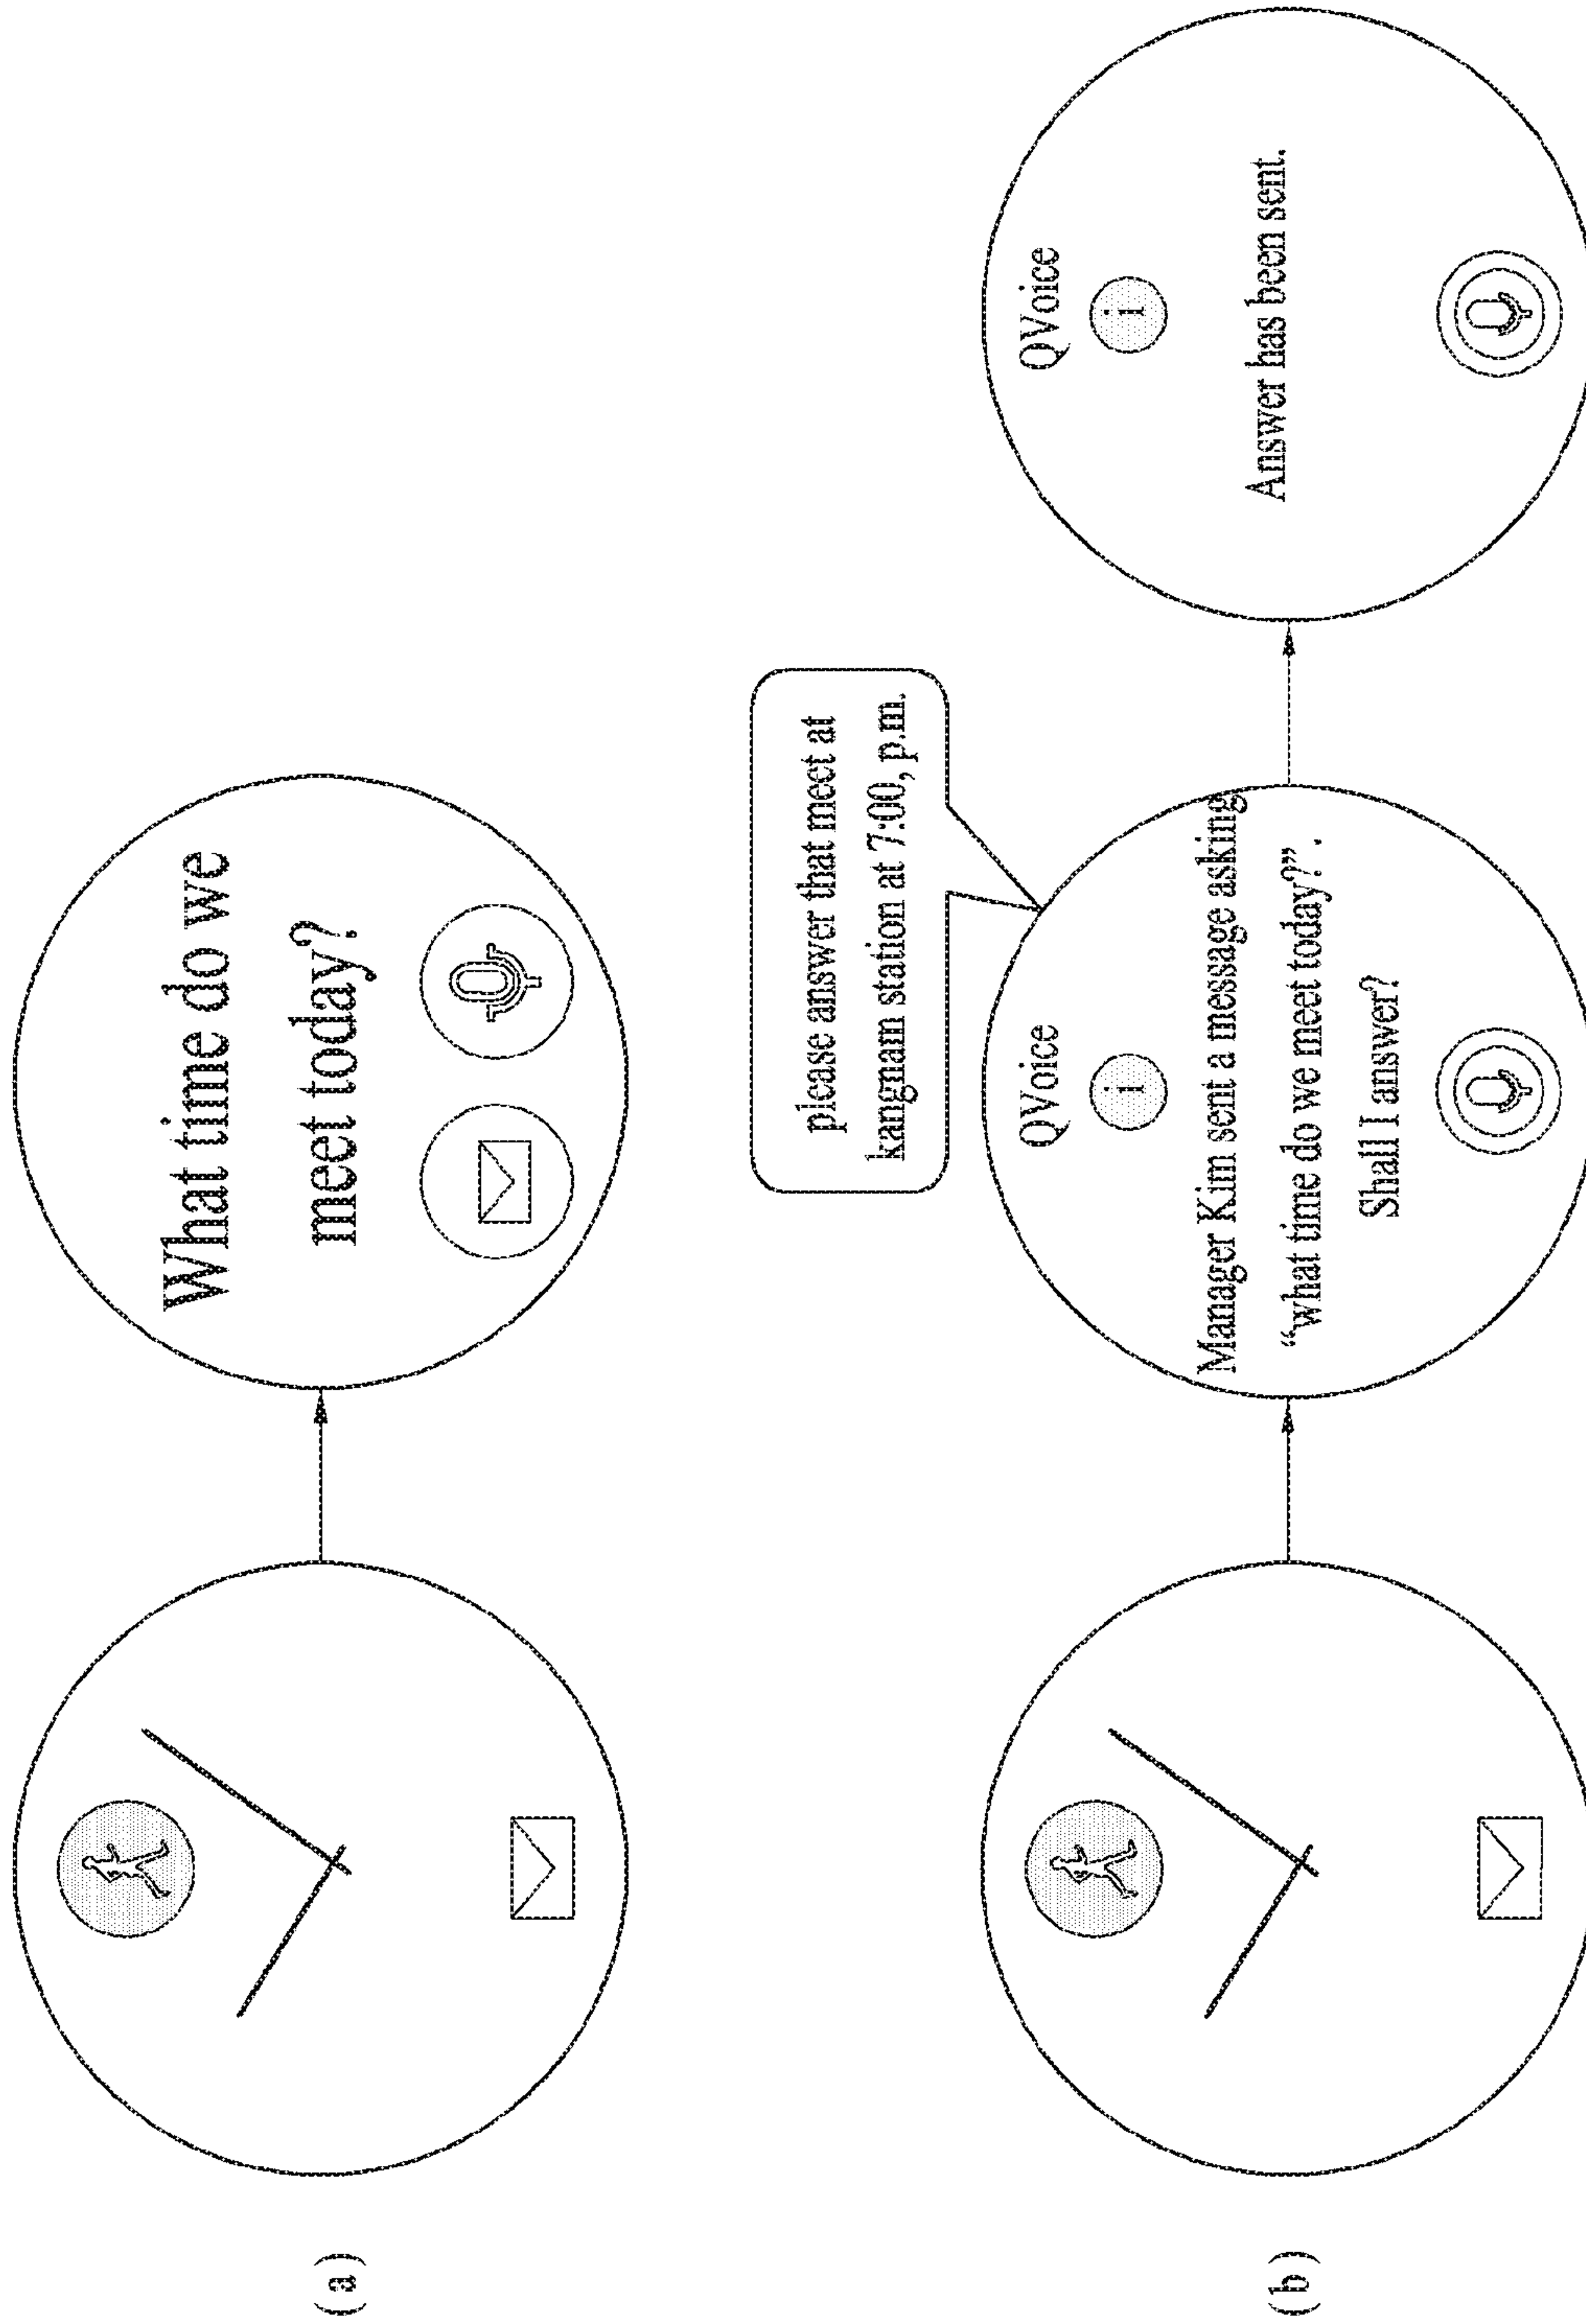 (a)
What time do we
meet today?
(b)
QVoice
i
Manager Kim sent a message asking
“what time do we meet today?”.
Shall I answer?
please answer that meet at
kangnam station at 7:00, p.m.
QVoice
i
Answer has been sent.